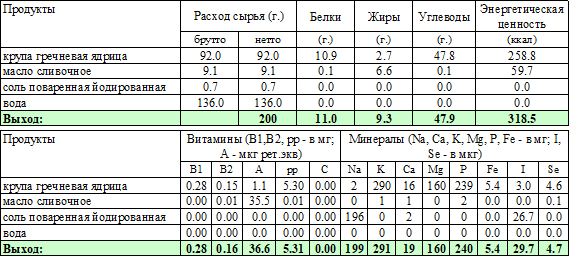 Продукты Расход сырья (г.) Белки Жиры Углеводы Энергетическая ценность
брутто нетто (г.) (г.) (г.) (ккал)
крупа гречневая ядрица 92.0 92.0 10.9 2.7 47.8 258.8
масло сливочное 9.1 9.1 0.1 6.6 0.1 59.7
соль поваренная йодированная 0.7 0.7 0.0 0.0 0.0 0.0
вода 136.0 136.0 0.0 0.0 0.0 0.0
Выход: 200 11.0 9.3 47.9 318.5
Продукты Витамины (В1,В2, рр - в мг; А - мкг рет.экв) Минералы (Na, Ca, K, Mg, P, Fe - в мг; I, Se - в мкг)
В1 В2 А рр С Na K Ca Mg P Fe I Se
крупа гречневая ядрица 0.28 0.15 1.1 5.30 0.00 2 290 16 160 239 5.4 3.0 4.6
масло сливочное 0.00 0.01 35.5 0.01 0.00 0 1 1 0 2 0.0 0.0 0.1
соль поваренная йодированная 0.00 0.00 0.0 0.00 0.00 196 0 2 0 0 0.0 26.7 0.0
вода 0.00 0.00 0.0 0.00 0.00 0 0 0 0 0 0.0 0.0 0.0
Выход: 0.28 0.16 36.6 5.31 0.00 199 291 19 160 240 5.4 29.7 4.7